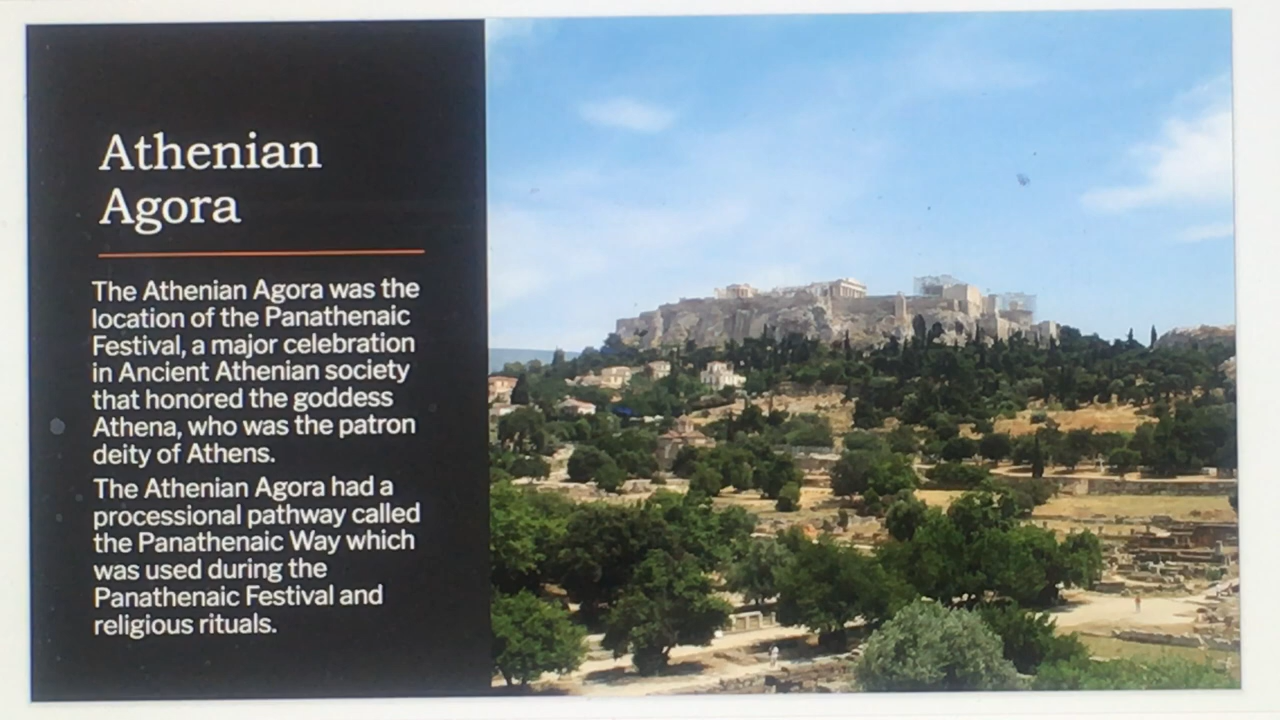 Athenian
Agora
The Athenian Agora was the
location of the Panathenaic
Festival, a major celebration
in Ancient Athenian society
that honored the goddess
Athena, who was the patron
deity of Athens.
The Athenian Agora had a
processional pathway called
the Panathenaic Way which
was used during the
Panathenaic Festival and
religious rituals.